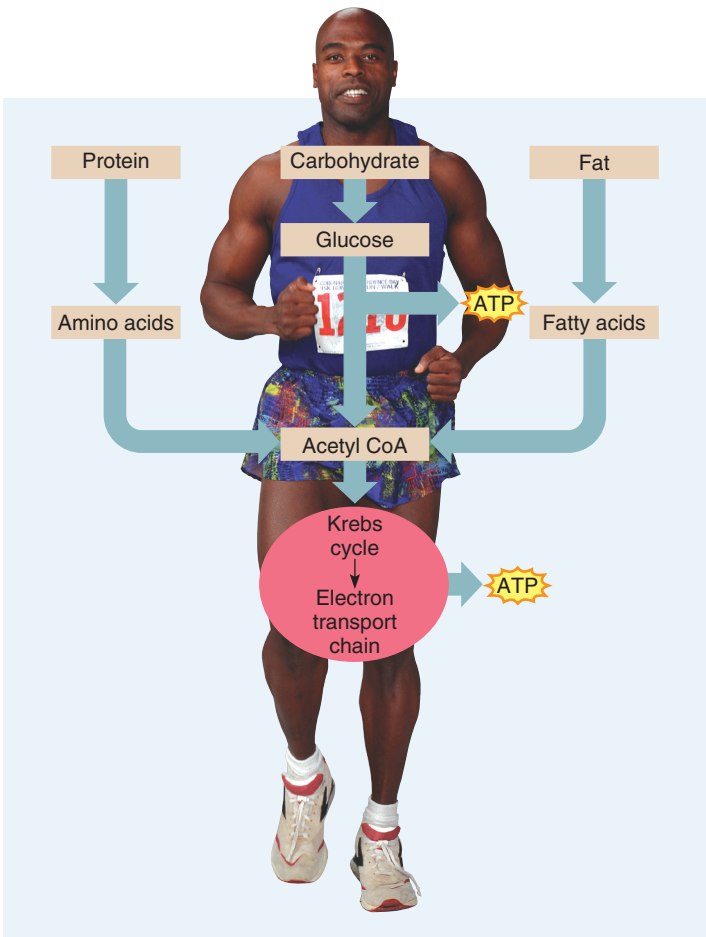 Protein
Carbohydrate
Fat
Glucose
ATP
Amino acids
Fatty acids
Acetyl CoA
Krebs
cycle
Electron
transport
chain
ATP